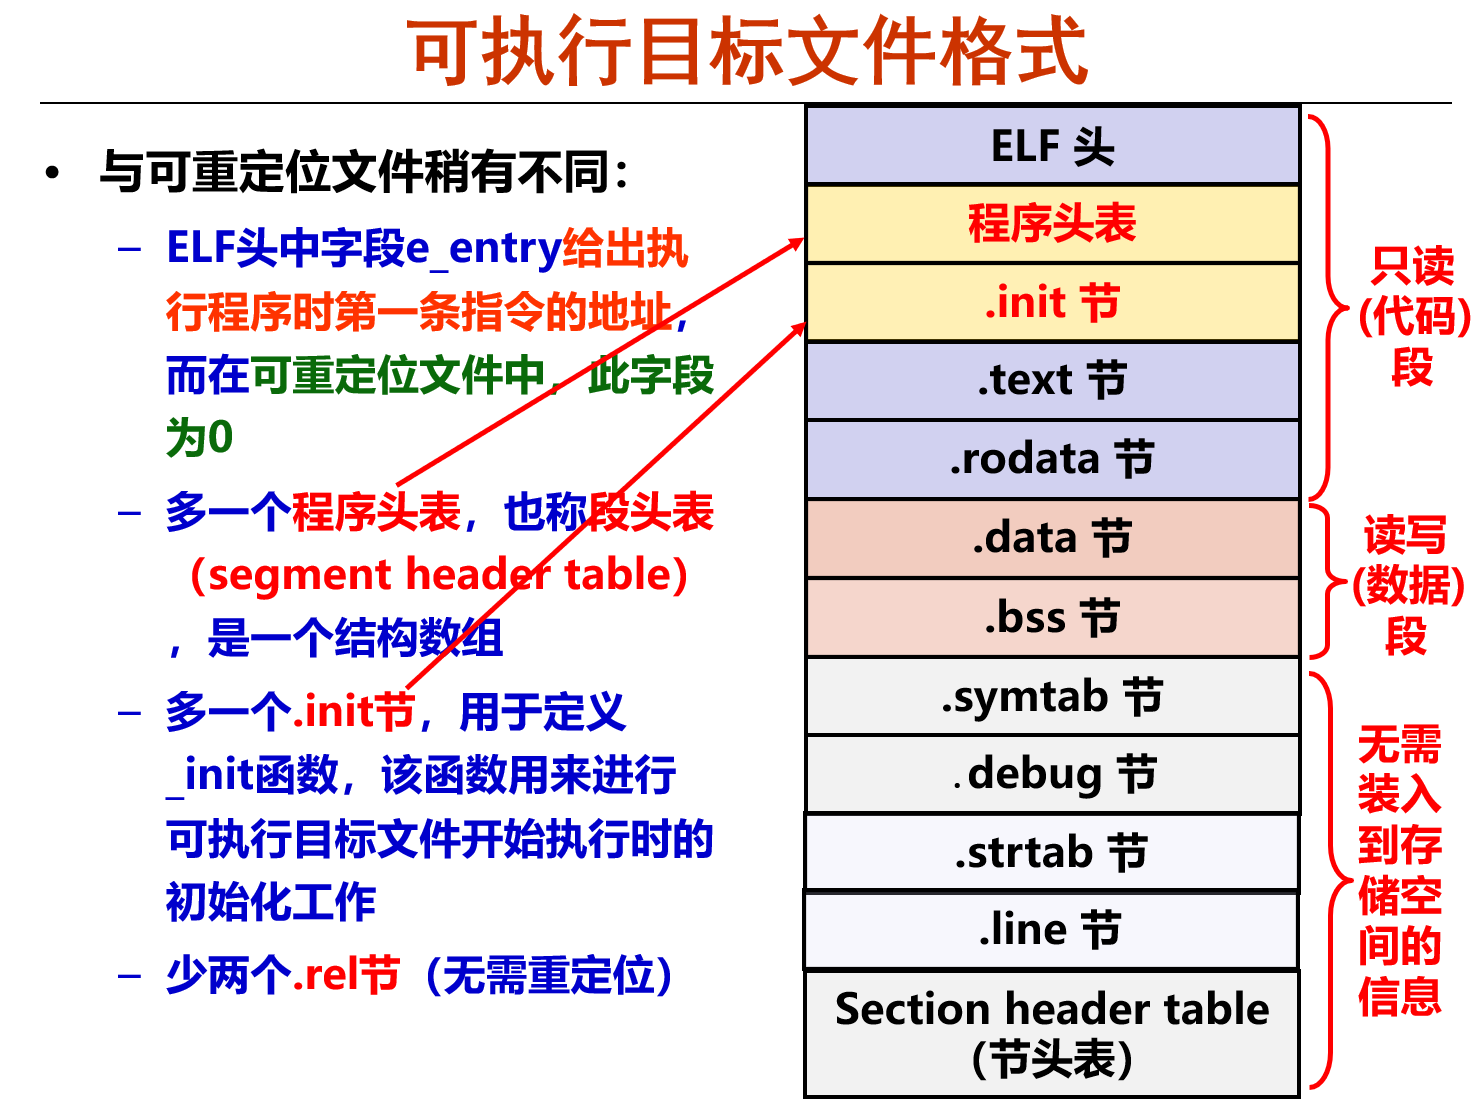 可执行目标文件格式
• 与可重定位文件稍有不同：
– ELF头中字段e_entry给出执
行程序时第一条指令的地址，
而在可重定位文件中，此字段
为0
– 多一个程序头表，也称段头表
（segment header table）
，是一个结构数组
– 多一个.init节，用于定义
_init函数，该函数用来进行
可执行目标文件开始执行时的
初始化工作
– 少两个.rel节（无需重定位）
ELF 头
程序头表
.init 节
.text 节
.rodata 节
.data 节
.bss 节
.symtab 节
.debug 节
.strtab 节
.line 节
Section header table
（节头表）
只读
(代码)
段
读写
(数据)
段
无需
装入
到存
储空
间的
信息